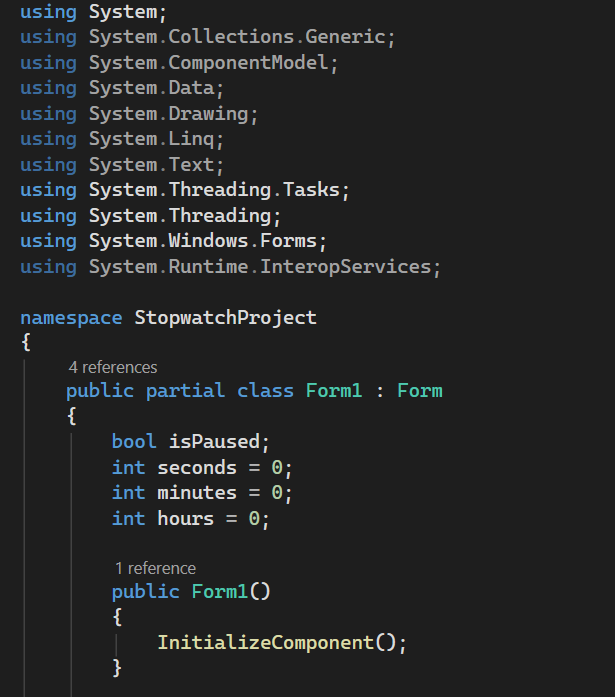 using System;
using System.Collections.Generic;
using System.ComponentModel;
using System.Data;
using System.Drawing;
using System.Linq;
using System.Text;
using System.Threading.Tasks;
using System.Threading;
using System.Windows.Forms;
using System.Runtime.InteropServices;

namespace StopwatchProject
{
    4 references
    public partial class Form1 : Form
    {
        bool isPaused;
        int seconds = 0;
        int minutes = 0;
        int hours = 0;

        1 reference
        public Form1()
        {
            InitializeComponent();
        }